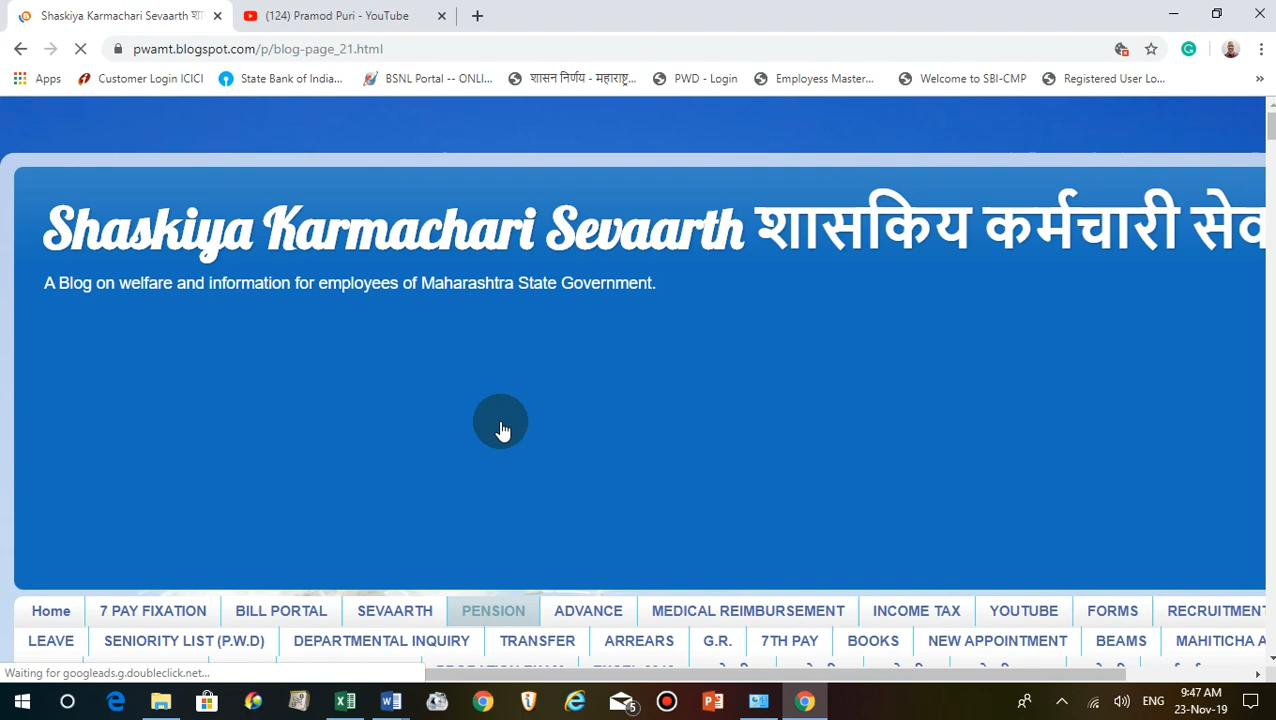 Shaskiya Karmachari Sevaarth शा
(124) Pramod Puri - YouTube
pwamt.blogspot.com/p/blog-page_21.html
Apps Customer Login ICICI State Bank of India... BSNL Portal -- ONLI... शासन निर्णय - महाराष्ट्र... PWD - Login Employess Master... Welcome to SBI-CMP Registered User Lo... »
Shaskiya Karmachari Sevaarth शासकिय कर्मचारी सेव
A Blog on welfare and information for employees of Maharashtra State Government.
Home 7 PAY FIXATION BILL PORTAL SEVAARTH PENSION ADVANCE MEDICAL REIMBURSEMENT INCOME TAX YOUTUBE FORMS RECRUITMENT
LEAVE SENIORITY LIST (P.W.D) DEPARTMENTAL INQUIRY TRANSFER ARREARS G.R. 7TH PAY BOOKS NEW APPOINTMENT BEAMS MAHITICHA A
Waiting for googleads.g.doubleclick.net...
5 ENG 9:47 AM
23-Nov-19